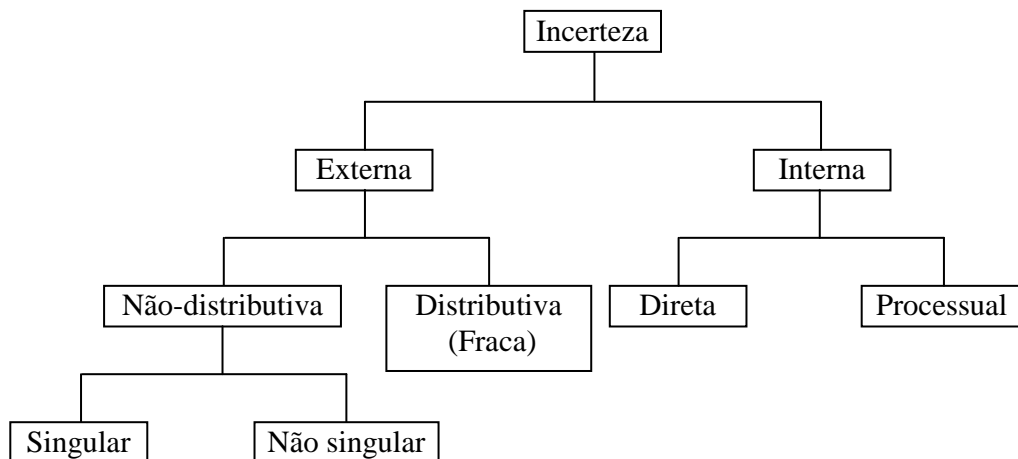 Incerteza
Externa
Interna
Não-distributiva
Distributiva
(Fraca)
Direta
Processual
Singular
Não singular